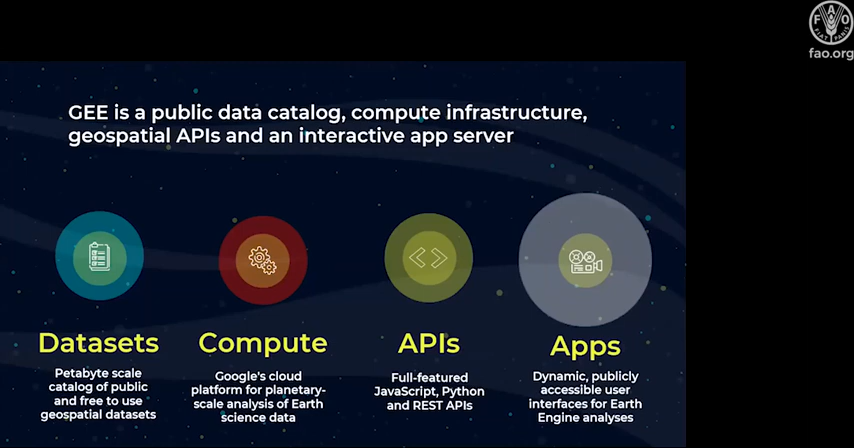 FAO
FIAT PANIS
fao.org
GEE is a public data catalog, compute infrastructure,
geospatial APIs and an interactive app server
Datasets
Petabyte scale
catalog of public
and free to use
geospatial datasets
Compute
Google's cloud
platform for planetary-
scale analysis of Earth
science data
APIs
Full-featured
JavaScript, Python
and REST APIs
Apps
Dynamic, publicly
accessible user
interfaces for Earth
Engine analyses